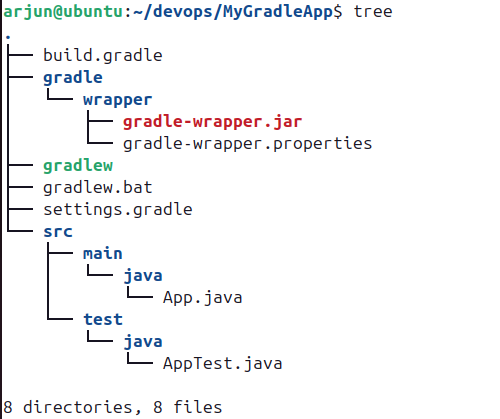 arjun@ubuntu:~/devops/MyGradleApp$ tree
.
├── build.gradle
├── gradle
│   └── wrapper
│       ├── gradle-wrapper.jar
│       └── gradle-wrapper.properties
├── gradlew
├── gradlew.bat
├── settings.gradle
└── src
    ├── main
    │   └── java
    │       └── App.java
    └── test
        └── java
            └── AppTest.java
8 directories, 8 files